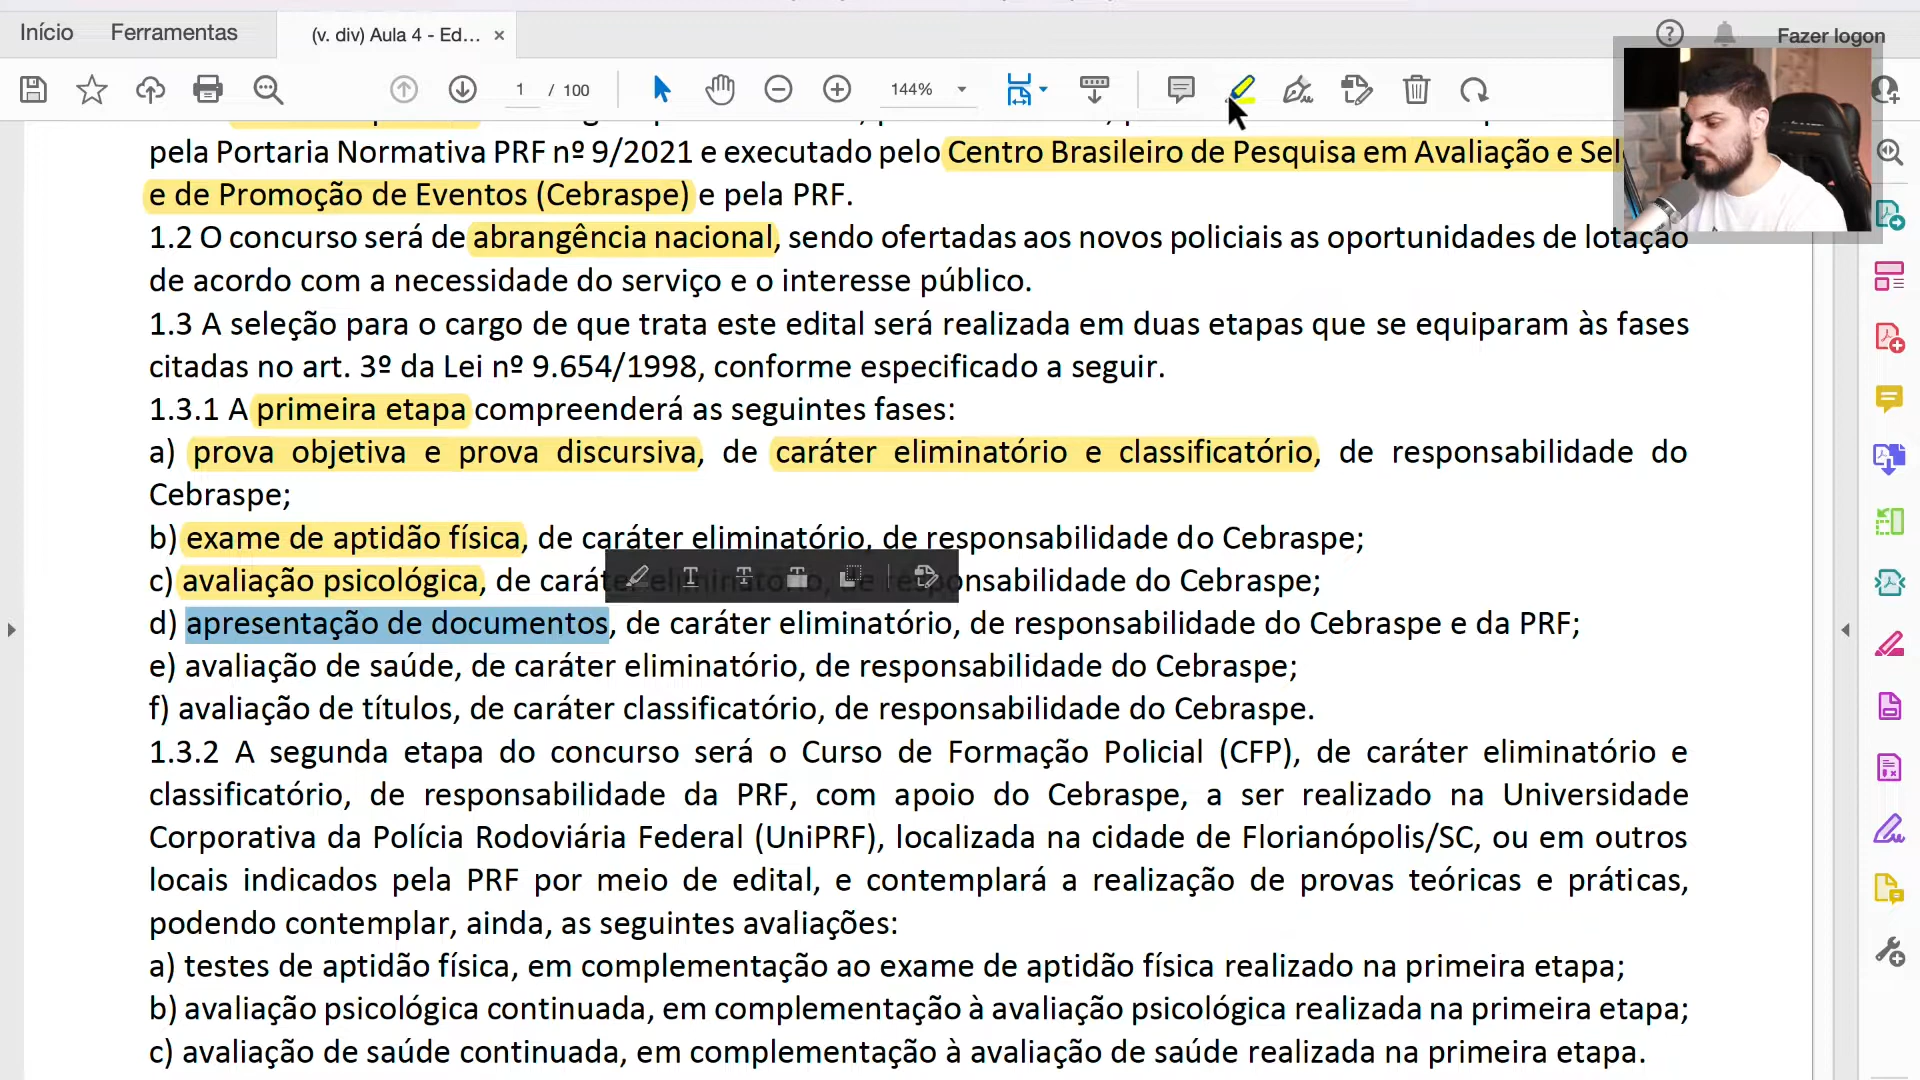 Início
Ferramentas
(v. div) Aula 4 - Ed...
Fazer logon
1 / 100
144%
pela Portaria Normativa PRF nº 9/2021 e executado pelo Centro Brasileiro de Pesquisa em Avaliação e
e de Promoção de Eventos (Cebraspe) e pela PRF.
1.2 O concurso será de abrangência nacional, sendo ofertadas aos novos policiais as oportunidades de lotação
de acordo com a necessidade do serviço e o interesse público.
1.3 A seleção para o cargo de que trata este edital será realizada em duas etapas que se equiparam às fases
citadas no art. 3º da Lei nº 9.654/1998, conforme especificado a seguir.
1.3.1 A primeira etapa compreenderá as seguintes fases:
a) prova objetiva e prova discursiva, de caráter eliminatório e classificatório, de responsabilidade do
Cebraspe;
b) exame de aptidão física, de caráter eliminatório, de responsabilidade do Cebraspe;
c) avaliação psicológica, de caráter eliminatório, de responsabilidade do Cebraspe;
d) apresentação de documentos, de caráter eliminatório, de responsabilidade do Cebraspe e da PRF;
e) avaliação de saúde, de caráter eliminatório, de responsabilidade do Cebraspe;
f) avaliação de títulos, de caráter classificatório, de responsabilidade do Cebraspe.
1.3.2 A segunda etapa do concurso será o Curso de Formação Policial (CFP), de caráter eliminatório e
classificatório, de responsabilidade da PRF, com apoio do Cebraspe, a ser realizado na Universidade
Corporativa da Polícia Rodoviária Federal (UniPRF), localizada na cidade de Florianópolis/SC, ou em outros
locais indicados pela PRF por meio de edital, e contemplará a realização de provas teóricas e práticas,
podendo contemplar, ainda, as seguintes avaliações:
a) testes de aptidão física, em complementação ao exame de aptidão física realizado na primeira etapa;
b) avaliação psicológica continuada, em complementação à avaliação psicológica realizada na primeira etapa;
c) avaliação de saúde continuada, em complementação à avaliação de saúde realizada na primeira etapa.